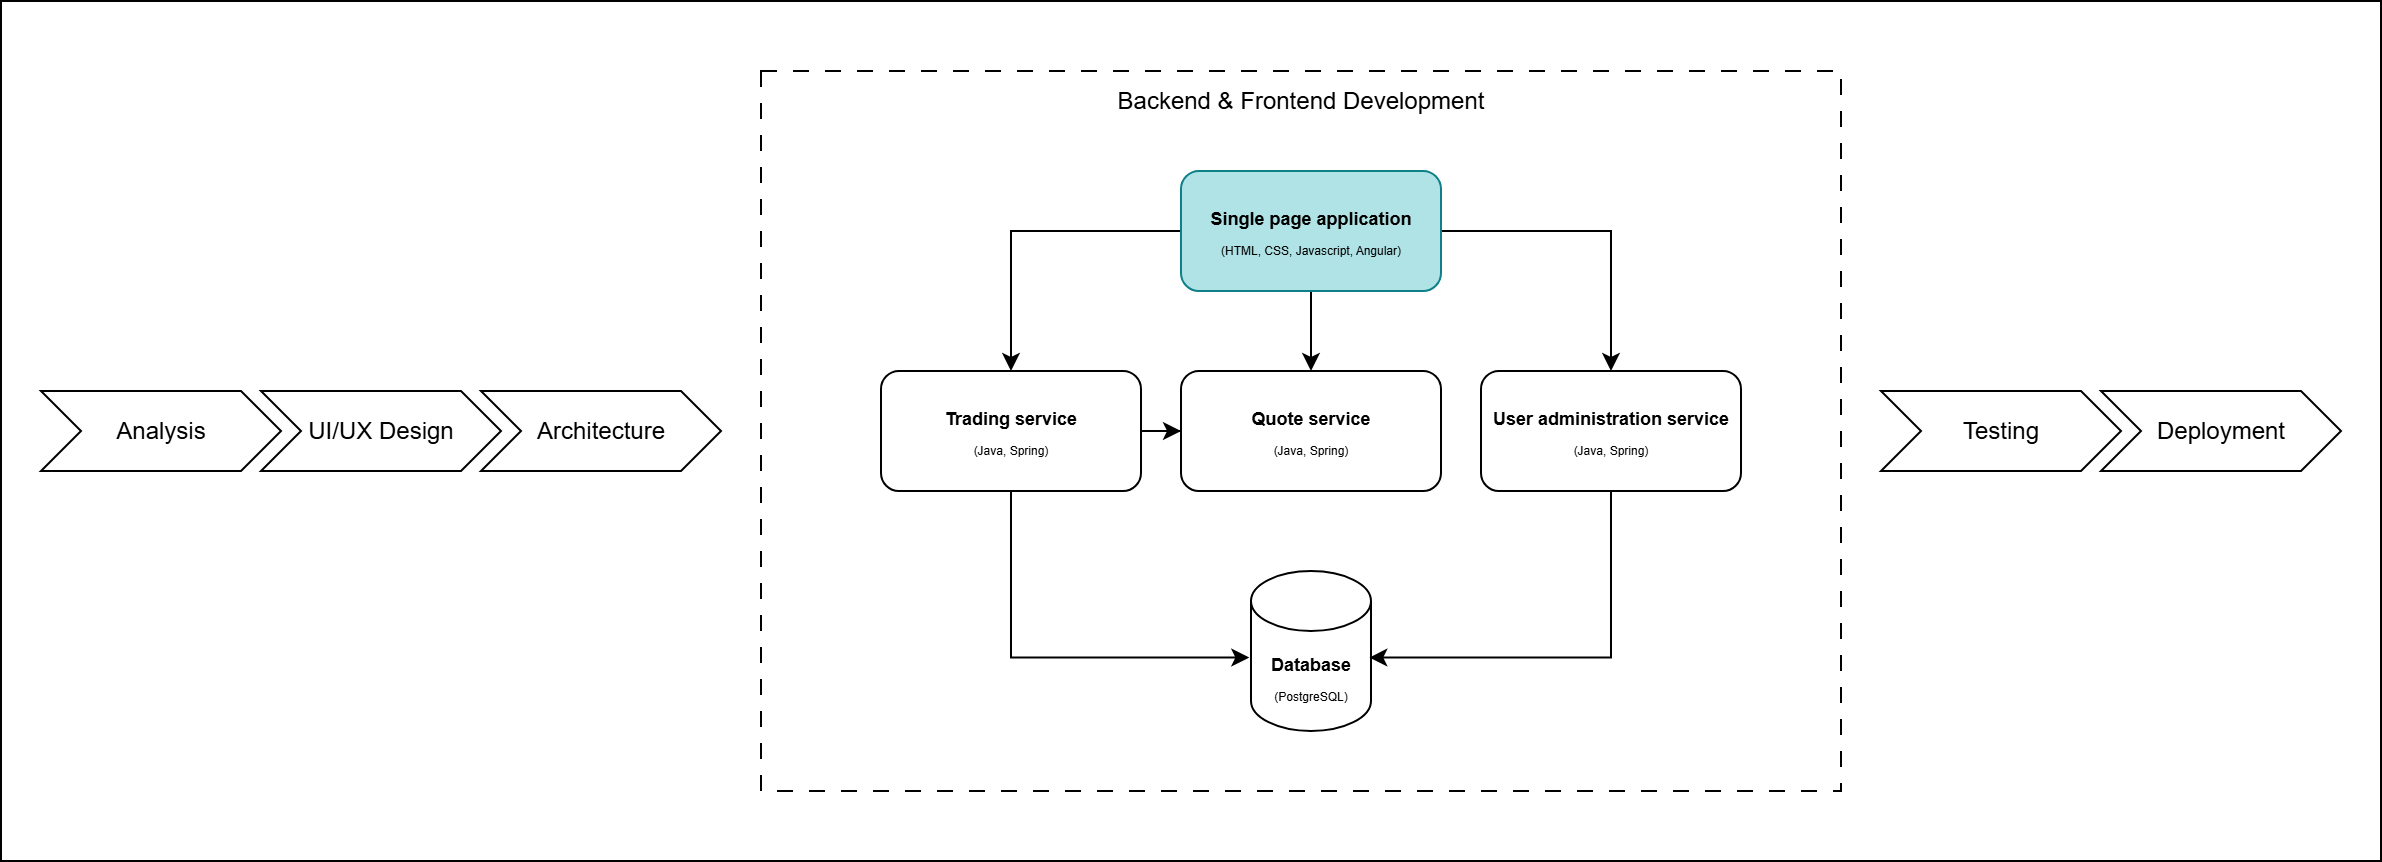 Backend & Frontend Development
Single page application
(HTML, CSS, Javascript, Angular)
Analysis
UI/UX Design
Architecture
Trading service
(Java, Spring)
Quote service
(Java, Spring)
User administration service
(Java, Spring)
Testing
Deployment
Database
(PostgreSQL)